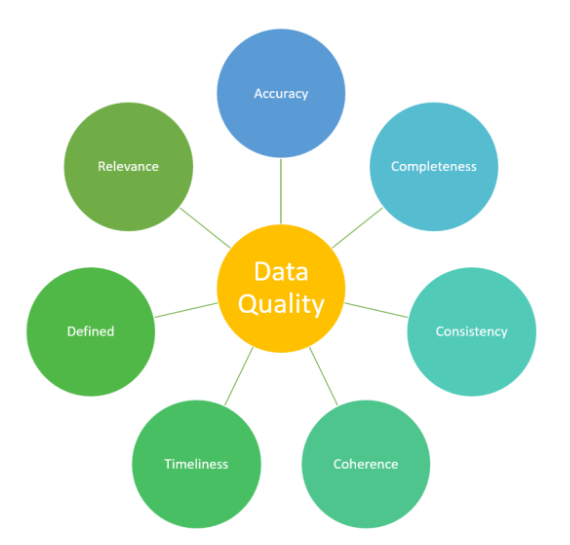 Accuracy
Relevance
Completeness
Data
Quality
Defined
Consistency
Timeliness
Coherence